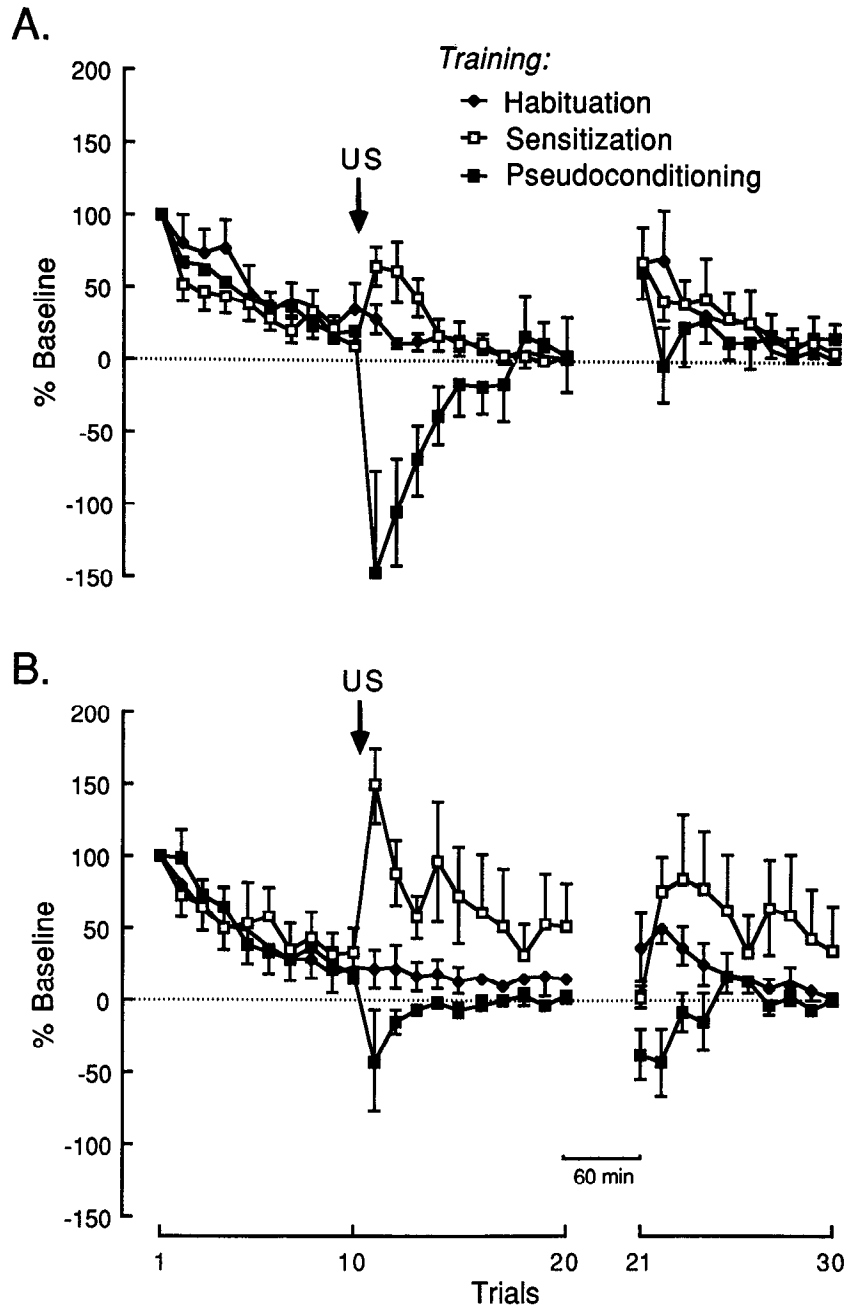 A.
Training:
Habituation
Sensitization
Pseudoconditioning
US
200
150
100
50
0
-50
-100
-150
% Baseline
B.
US
200
150
100
50
0
-50
-100
-150
% Baseline
60 min
1
10
20
21
30
Trials